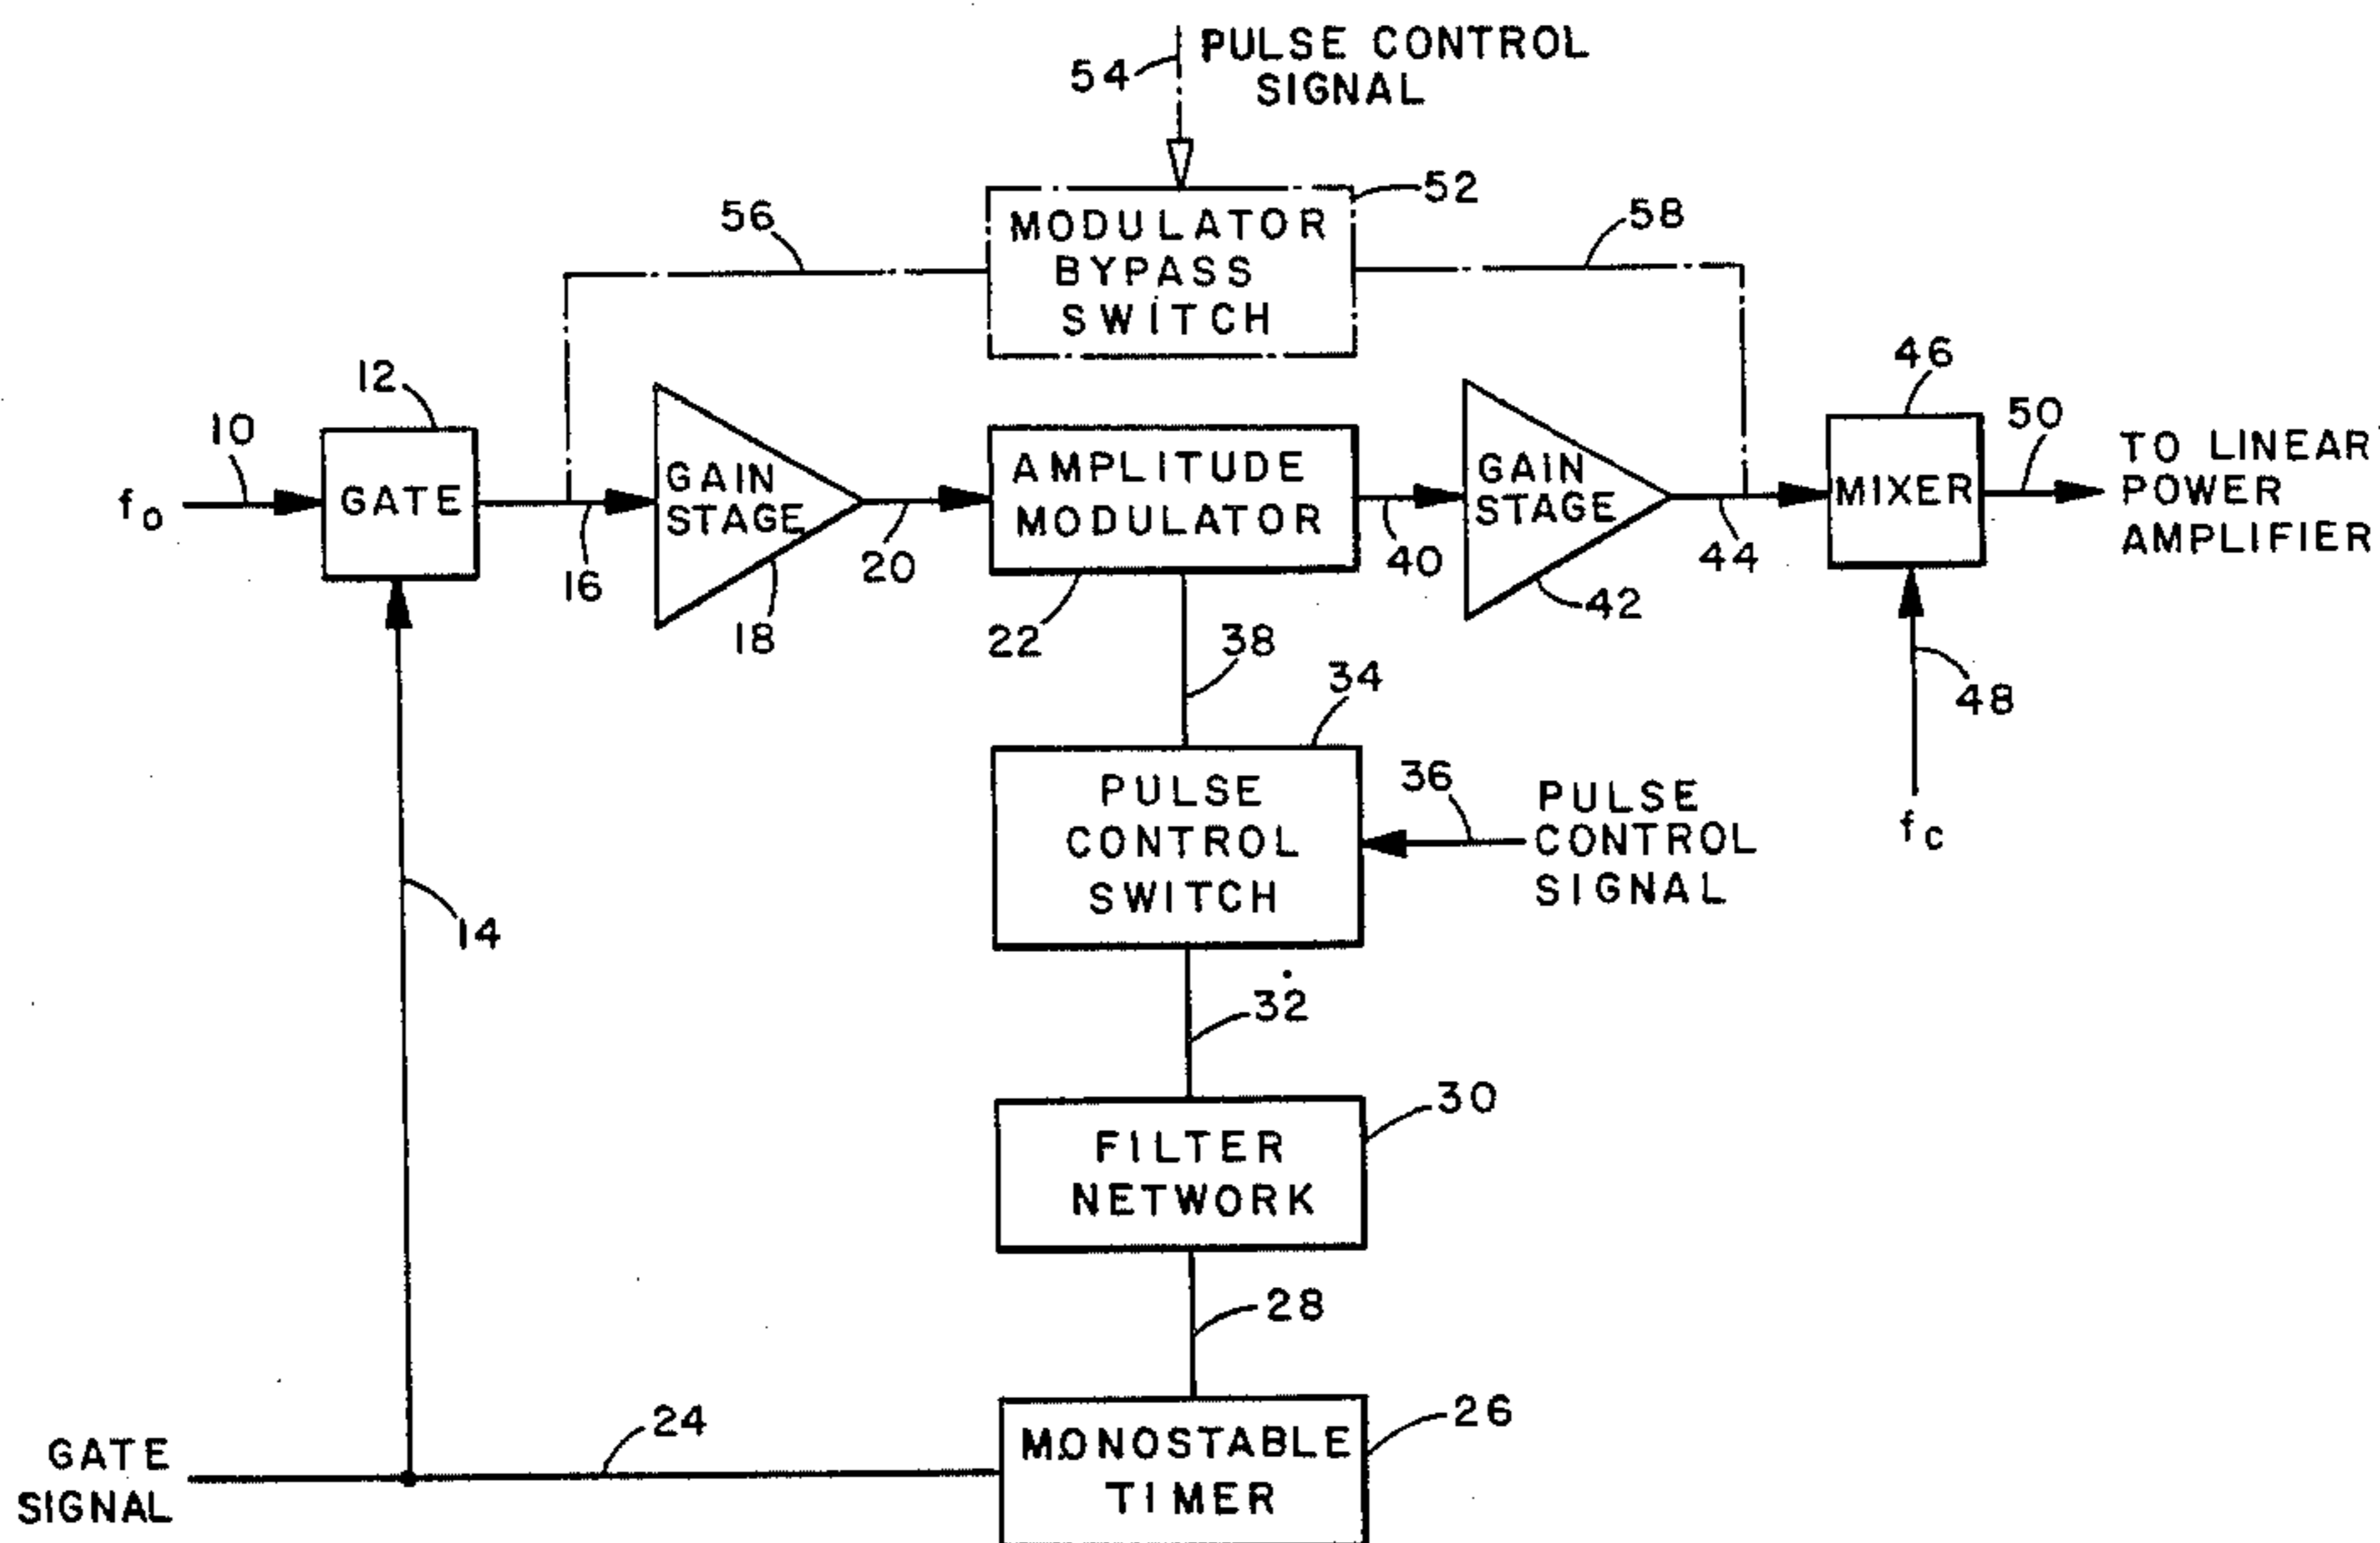 54
PULSE CONTROL
SIGNAL
52
MODULATOR
BYPASS
SWITCH
56
58
10
f0
12
GATE
16
GAIN
STAGE
18
20
AMPLITUDE
MODULATOR
22
40
GAIN
STAGE
42
44
46
MIXER
50
TO LINEAR
POWER
AMPLIFIER
48
fc
38
34
PULSE
CONTROL
SWITCH
36
PULSE
CONTROL
SIGNAL
14
32
30
FILTER
NETWORK
28
26
MONOSTABLE
TIMER
24
GATE
SIGNAL